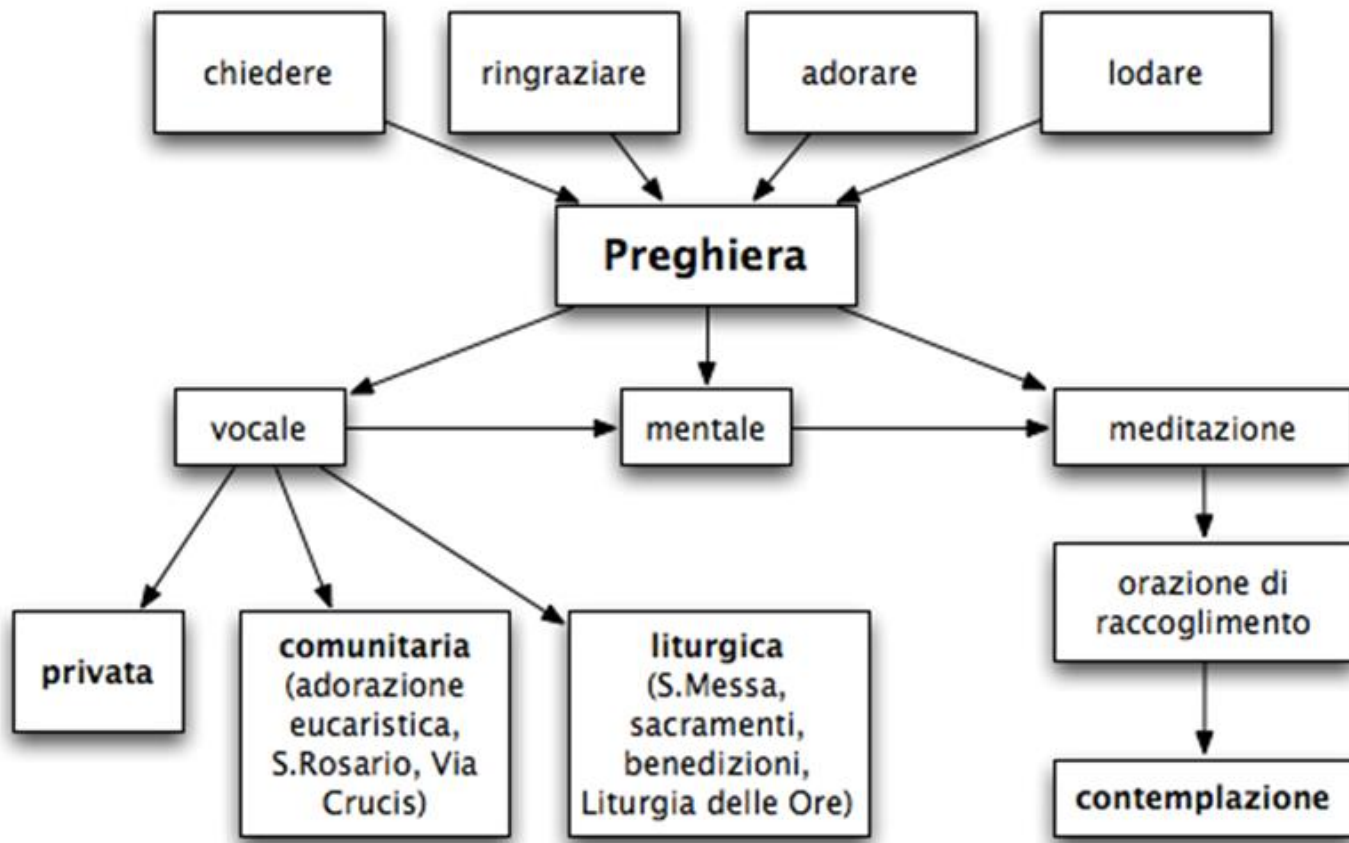 chiedere
ringraziare
adorare
lodare
Preghiera
vocale
mentale
meditazione
orazione di
raccoglimento
privata
comunitaria
(adorazione
eucaristica,
S.Rosario, Via
Crucis)
liturgica
(S.Messa,
sacramenti,
benedizioni,
Liturgia delle Ore)
contemplazione